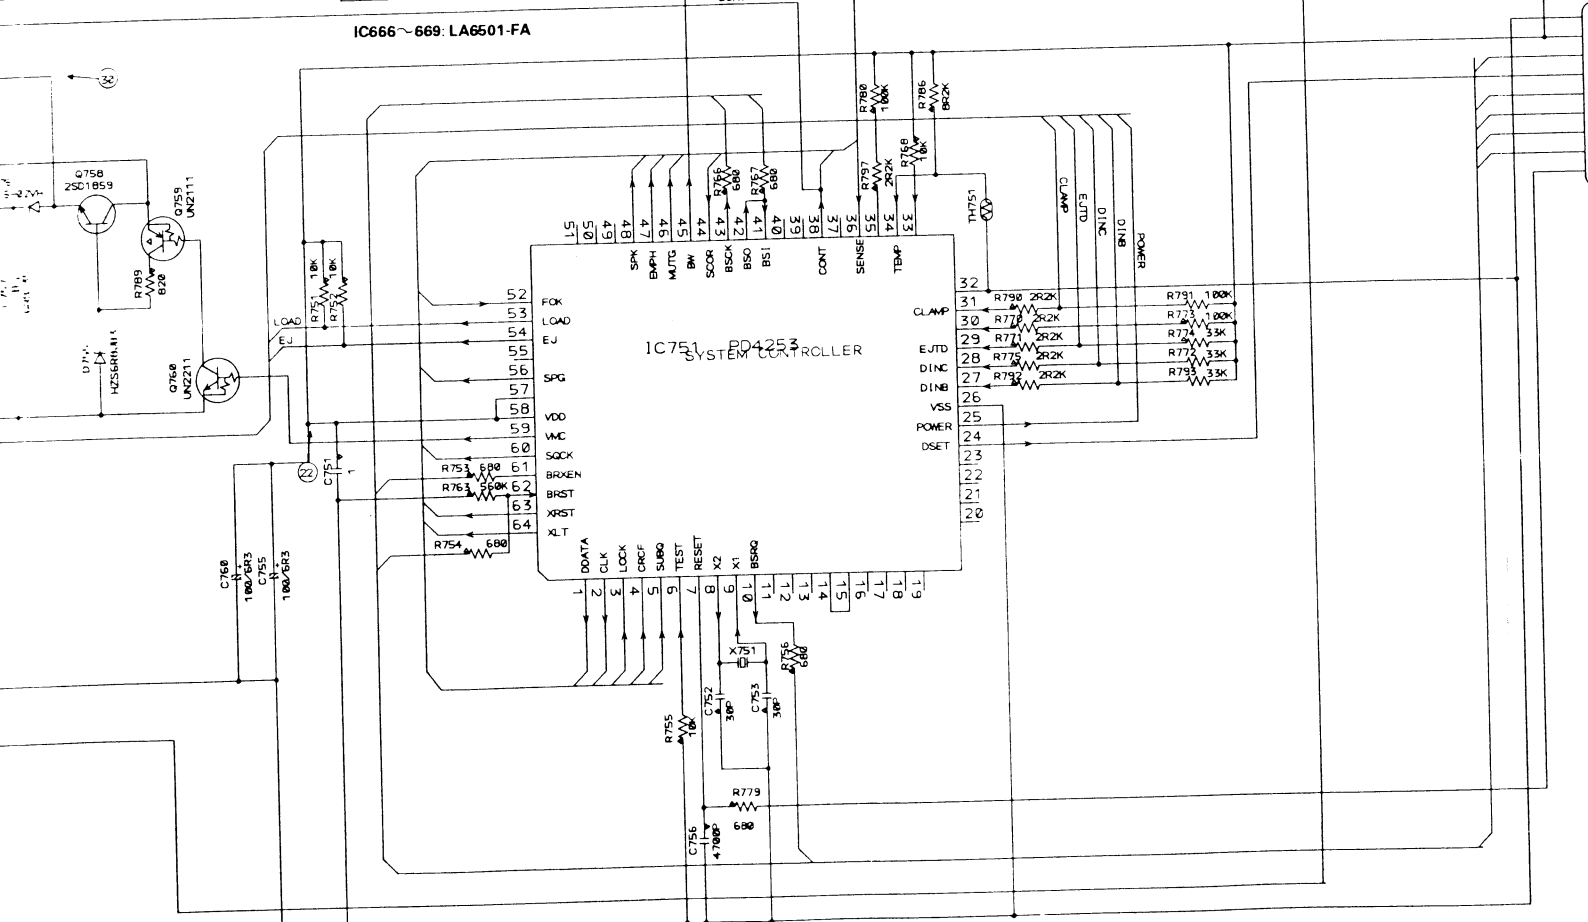 IC666～669: LA6501-FA
32
Q758
2SD1859
Q759
UN2111
R789
820
Q760
UN2211
HZS6R8JB3
LOAD
EJ
R751 10K
R752 10K
22
C751
1
C760
100/6R3
C755
100/6R3
R780
100K
R786
8R2K
R768
10K
R797
2R2K
R766
680
R767
680
TH751
CLAMP
EJTD
DINC
DINB
POWER
51
50
49
48
47
46
45
44
43
42
41
40
39
38
37
36
35
34
33
SPK
EMPH
MUTG
BW
SCOR
BSCK
BSO
BSI
CONT
SENSE
TEMP
52 FOK
53 LOAD
54 EJ
55
56 SPG
57
58 VDD
59 VMC
60 SQCK
R753 680 61 BRXEN
R763 560K 62 BRST
63 XRST
64 XLT
R754 680
IC751 PD4253
SYSTEM CONTROLLER
32
CLAMP 31
30
EJTD 29
DINC 28
DINB 27
VSS 26
POWER 25
DSET 24
23
22
21
20
R790 2R2K
R770 2R2K
R771 2R2K
R775 2R2K
R792 2R2K
R791 100K
R773 100K
R774 33K
R772 33K
R793 33K
DDATA
CLK
LOCK
CRCF
SUBQ
TEST
RESET
X2
X1
BSRQ
1
2
3
4
5
6
7
8
9
10
11
12
13
14
15
16
17
18
19
X751
R756
680
C752
30P
C753
30P
R755
10K
R779
680
C756
4700P